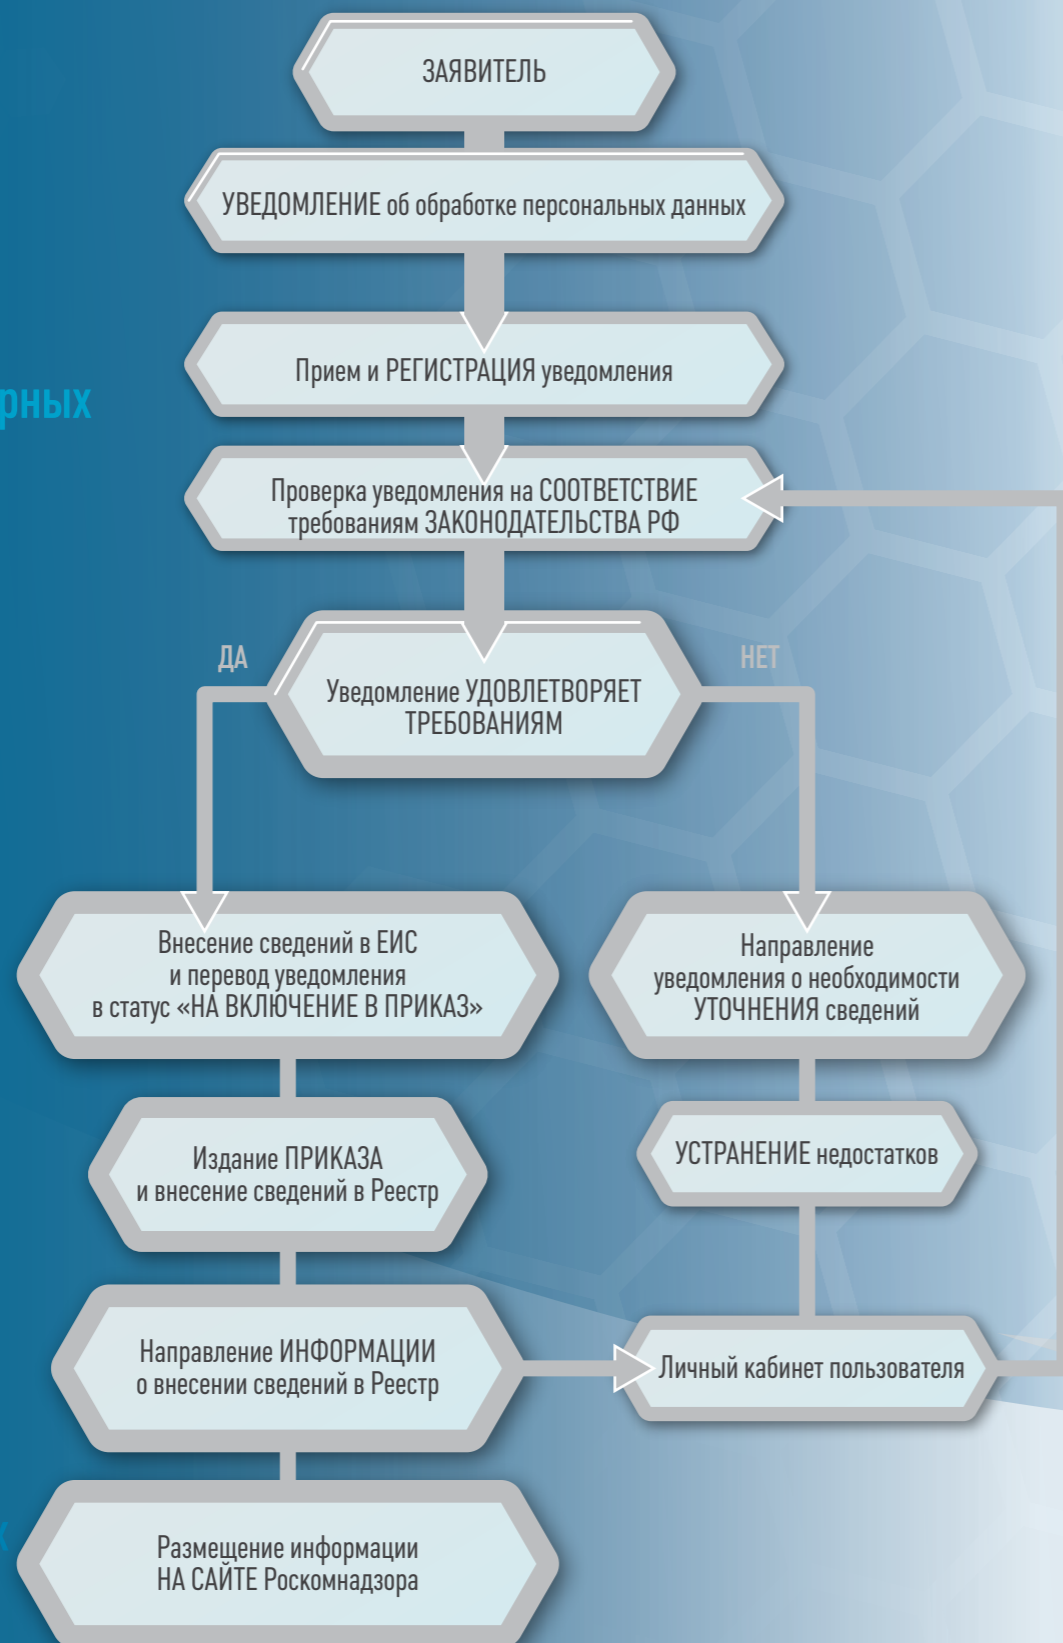 ЗАЯВИТЕЛЬ
УВЕДОМЛЕНИЕ об обработке персональных данных
Прием и РЕГИСТРАЦИЯ уведомления
рных
Проверка уведомления на СООТВЕТСТВИЕ
требованиям ЗАКОНОДАТЕЛЬСТВА РФ
ДА
НЕТ
Уведомление УДОВЛЕТВОРЯЕТ
ТРЕБОВАНИЯМ
Внесение сведений в ЕИС
и перевод уведомления
в статус «НА ВКЛЮЧЕНИЕ В ПРИКАЗ»
Направление
уведомления о необходимости
УТОЧНЕНИЯ сведений
Издание ПРИКАЗА
и внесение сведений в Реестр
УСТРАНЕНИЕ недостатков
Направление ИНФОРМАЦИИ
о внесении сведений в Реестр
Личный кабинет пользователя
Размещение информации
НА САЙТЕ Роскомнадзора